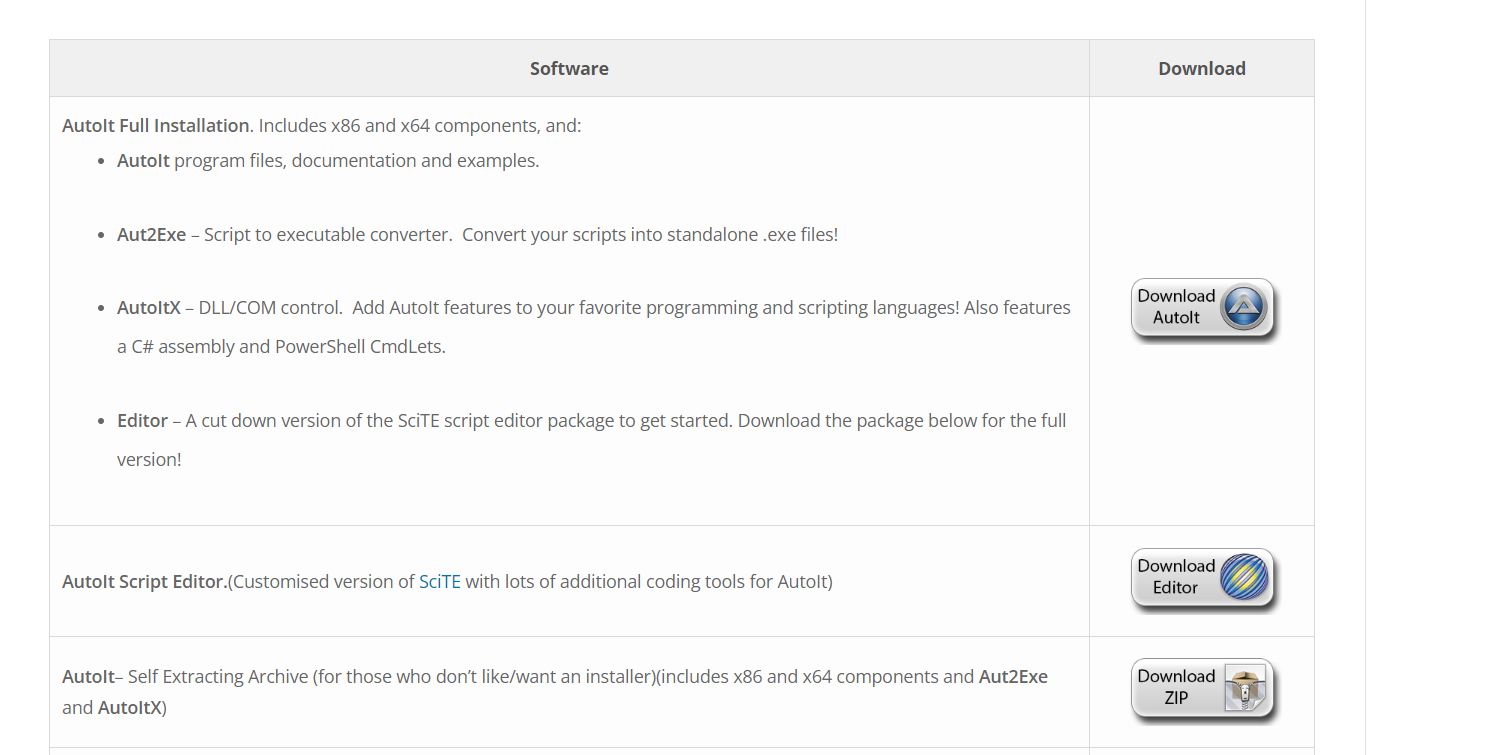 Software Download
AutoIt Full Installation. Includes x86 and x64 components, and:
• AutoIt program files, documentation and examples.
• Aut2Exe – Script to executable converter.  Convert your scripts into standalone .exe files!
• AutoItX – DLL/COM control.  Add AutoIt features to your favorite programming and scripting languages! Also features
a C# assembly and PowerShell CmdLets.
• Editor – A cut down version of the SciTE script editor package to get started. Download the package below for the full
version!
Download
AutoIt
AutoIt Script Editor.(Customised version of SciTE with lots of additional coding tools for AutoIt)
Download
Editor
AutoIt– Self Extracting Archive (for those who don’t like/want an installer)(includes x86 and x64 components and Aut2Exe
and AutoItX)
Download
ZIP